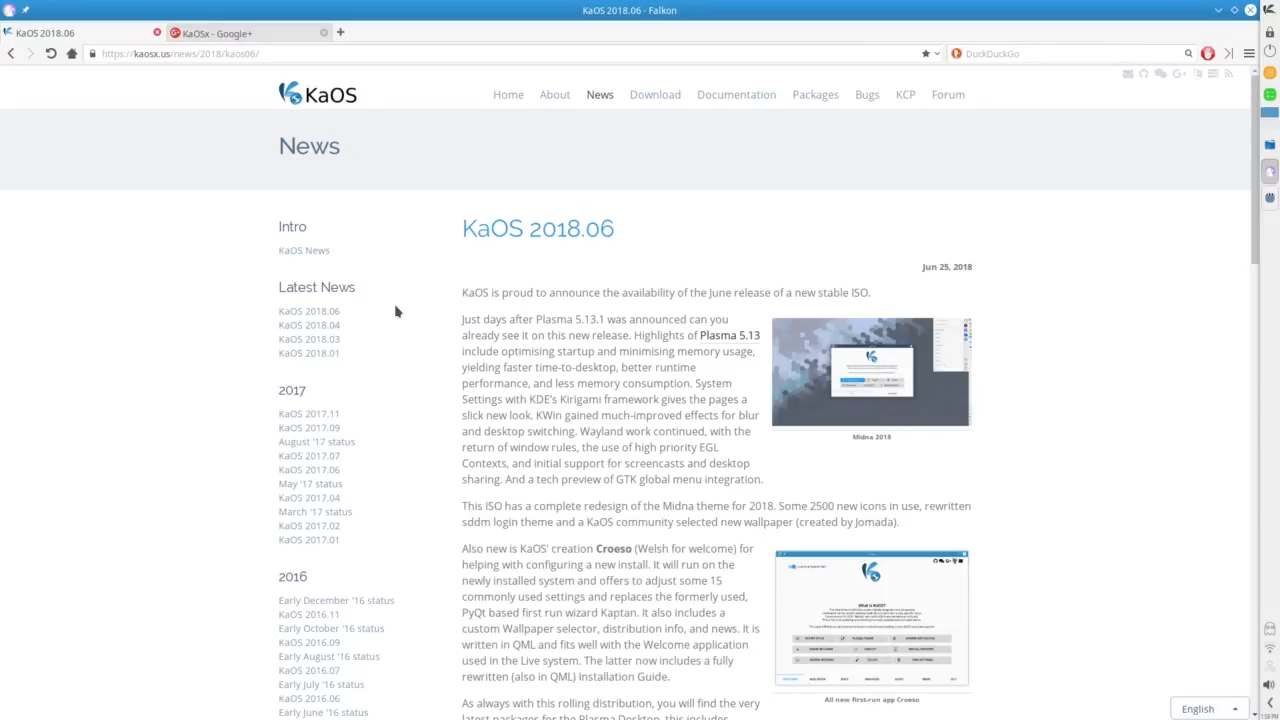 KaOS 2018.06 - Falkon
KaOS 2018.06
KaOSx - Google+
https://kaosx.us/news/2018/kaos06/
DuckDuckGo
KaOS
Home About News Download Documentation Packages Bugs KCP Forum
News
Intro
KaOS News
Latest News
KaOS 2018.06
KaOS 2018.04
KaOS 2018.03
KaOS 2018.01
2017
KaOS 2017.11
KaOS 2017.09
August '17 status
KaOS 2017.07
KaOS 2017.06
May '17 status
KaOS 2017.04
March '17 status
KaOS 2017.02
KaOS 2017.01
2016
Early December '16 status
KaOS 2016.11
Early October '16 status
KaOS 2016.09
Early August '16 status
KaOS 2016.07
Early July '16 status
KaOS 2016.06
Early June '16 status
KaOS 2018.06
Jun 25, 2018
KaOS is proud to announce the availability of the June release of a new stable ISO.
Just days after Plasma 5.13.1 was announced can you
already see it on this new release. Highlights of Plasma 5.13
include optimising startup and minimising memory usage,
yielding faster time-to-desktop, better runtime
performance, and less memory consumption. System
Settings with KDE's Kirigami framework gives the pages a
slick new look. KWin gained much-improved effects for blur
and desktop switching. Wayland work continued, with the
return of window rules, the use of high priority EGL
Contexts, and initial support for screencasts and desktop
sharing. And a tech preview of GTK global menu integration.
Midna 2018
This ISO has a complete redesign of the Midna theme for 2018. Some 2500 new icons in use, rewritten
sddm login theme and a KaOS community selected new wallpaper (created by Jomada).
Also new is KaOS' creation Croeso (Welsh for welcome) for
helping with configuring a new install. It will run on the
newly installed system and offers to adjust some 15
commonly used settings and replaces the formerly used,
PyQt based first run wizard Kaptan. It also includes a
custom Wallpaper selector, distribution info, and news. It is
written in QML and fits well with the Welcome application
used in the Live system. The latter now includes a fully
rewritten (also in QML) Installation Guide.
What is KaOS?
All new first-run app Croeso
As always with this rolling distribution, you will find the very
latest packages for the Plasma Desktop, this includes
English